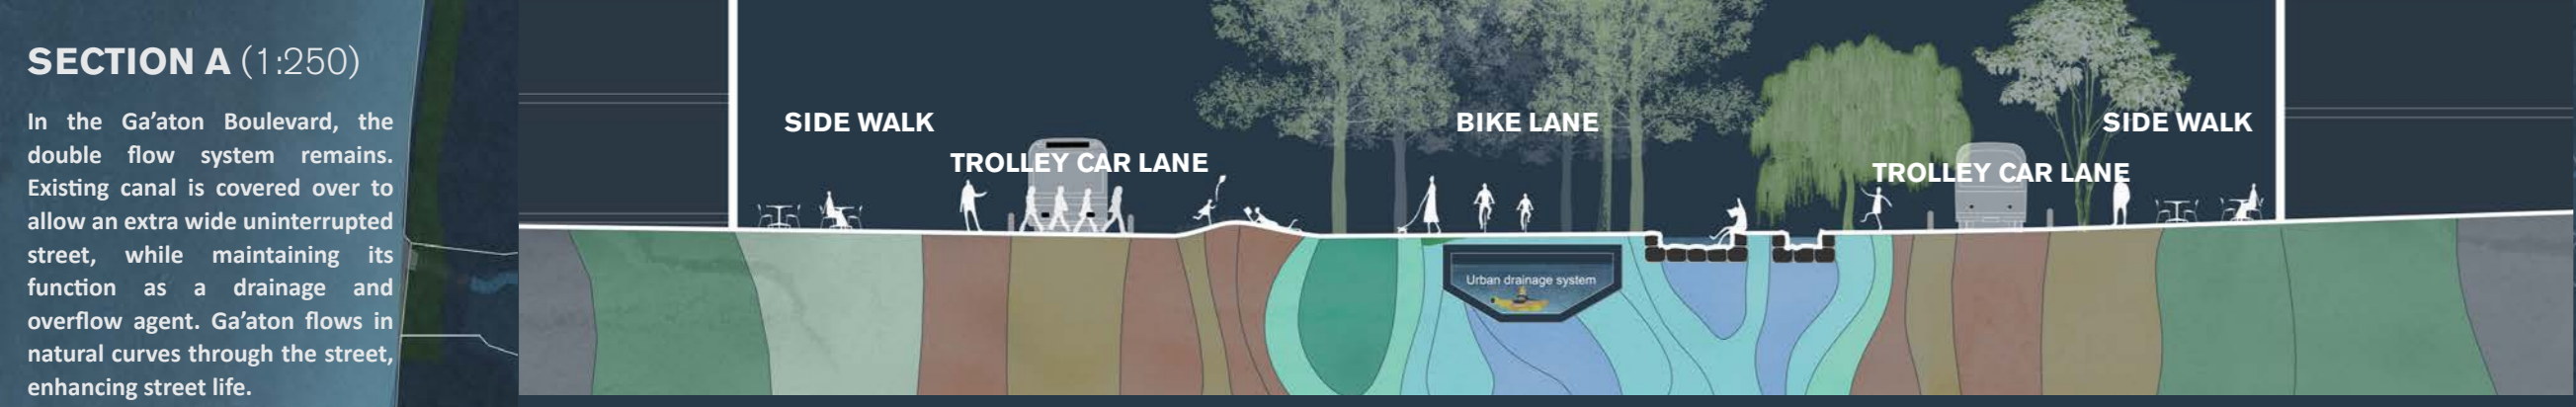 SECTION A (1:250)
In the Ga’aton Boulevard, the
double flow system remains.
Existing canal is covered over to
allow an extra wide uninterrupted
street, while maintaining its
function as a drainage and
overflow agent. Ga’aton flows in
natural curves through the street,
enhancing street life.
SIDE WALK
TROLLEY CAR LANE
BIKE LANE
TROLLEY CAR LANE
SIDE WALK
Urban drainage system